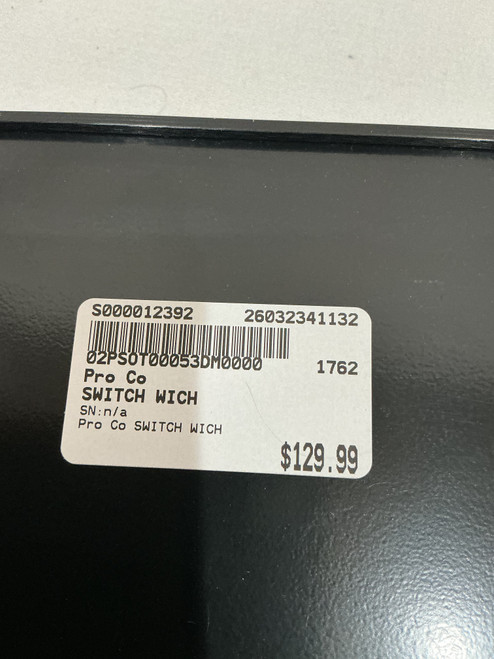 S000012392 26032341132
02PSOT00053DM0000 1762
Pro Co
SWITCH WICH
SN:n/a
Pro Co SWITCH WICH
$129.99